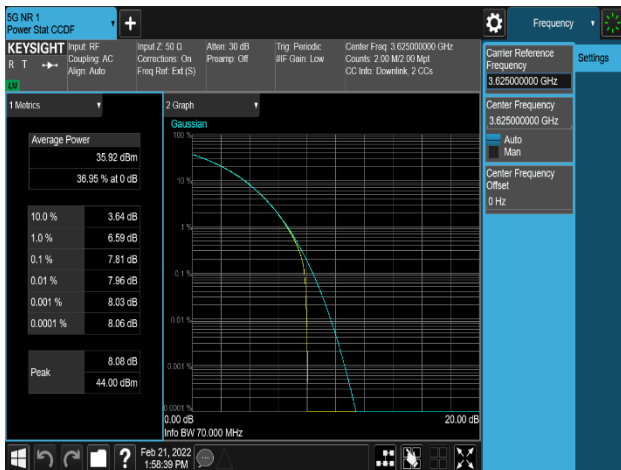 5G NR 1
Power Stat CCDF
+
KEYSIGHT
R T
LXI
Input: RF
Coupling: AC
Align: Auto
Input Z: 50 Ω
Corrections: On
Freq Ref: Ext (S)
Atten: 30 dB
Preamp: Off
Trig: Periodic
#IF Gain: Low
Center Freq: 3.625000000 GHz
Counts: 2.00 M/2.00 Mpt
CC Info: Downlink, 2 CCs
1 Metrics
Average Power
35.92 dBm
36.95 % at 0 dB
10.0 % 3.64 dB
1.0 % 6.59 dB
0.1 % 7.81 dB
0.01 % 7.96 dB
0.001 % 8.03 dB
0.0001 % 8.06 dB
Peak
8.08 dB
44.00 dBm
2 Graph
Gaussian
100 %
10 %
1 %
0.1 %
0.01 %
0.001 %
0.0001 %
0.00 dB
20.00 dB
Info BW 70.000 MHz
Frequency
Settings
Carrier Reference
Frequency
3.625000000 GHz
Center Frequency
3.625000000 GHz
Auto
Man
Center Frequency
Offset
0 Hz
?
Feb 21, 2022
1:58:39 PM